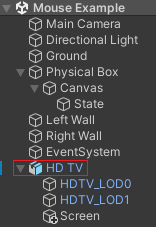 Mouse Example
Main Camera
Directional Light
Ground
Physical Box
Canvas
State
Left Wall
Right Wall
EventSystem
HD TV
HDTV_LOD0
HDTV_LOD1
Screen